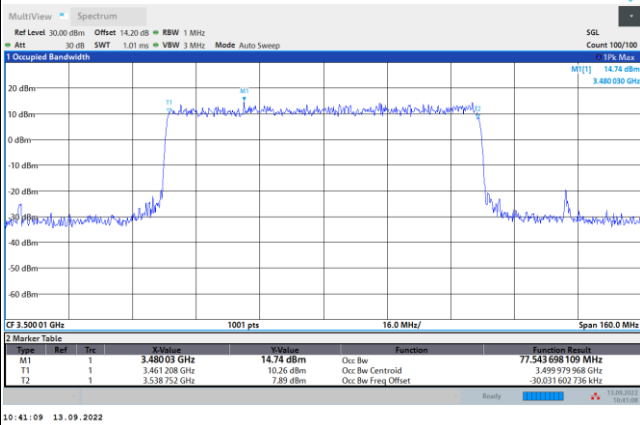 MultiView Spectrum
Ref Level 30.00 dBm Offset 14.20 dB RBW 1 MHz SGL
Att 30 dB SWT 1.01 ms VBW 3 MHz Mode Auto Sweep Count 100/100
1 Occupied Bandwidth 1Pk Max
M1[1] 14.74 dBm
3.480 030 GHz
20 dBm
M1
T1
T2
10 dBm
0 dBm
-10 dBm
-20 dBm
-30 dBm
-40 dBm
-50 dBm
-60 dBm
CF 3.500 01 GHz 1001 pts 16.0 MHz/ Span 160.0 MHz
2 Marker Table
Type Ref Trc X-Value Y-Value Function Function Result
M1 1 3.480 03 GHz 14.74 dBm Occ Bw 77.543 698 109 MHz
T1 1 3.461 208 GHz 10.26 dBm Occ Bw Centroid 3.499 979 968 GHz
T2 1 3.538 752 GHz 7.89 dBm Occ Bw Freq Offset -30.031 602 736 kHz
Ready 13.09.2022
10:41:08
10:41:09 13.09.2022